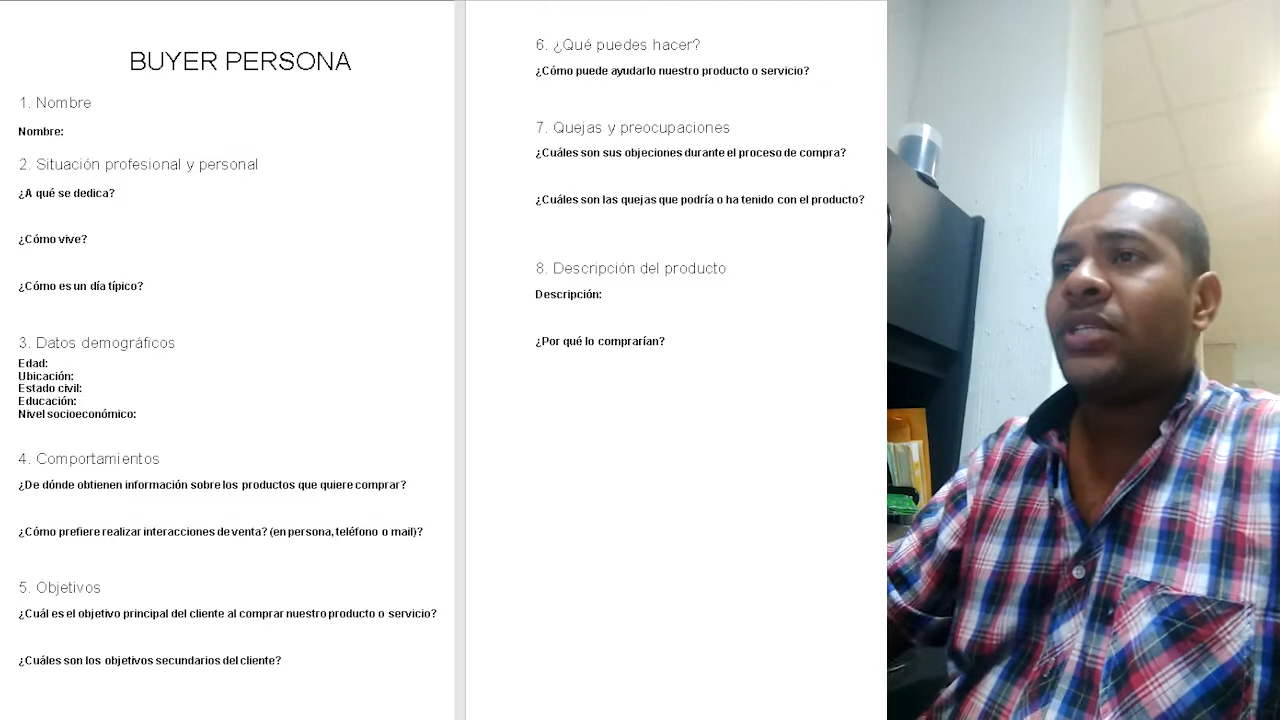 BUYER PERSONA
1. Nombre
Nombre:
2. Situación profesional y personal
¿A qué se dedica?
¿Cómo vive?
¿Cómo es un día típico?
3. Datos demográficos
Edad:
Ubicación:
Estado civil:
Educación:
Nivel socioeconómico:
4. Comportamientos
¿De dónde obtienen información sobre los productos que quiere comprar?
¿Cómo prefiere realizar interacciones de venta? (en persona, teléfono o mail)?
5. Objetivos
¿Cuál es el objetivo principal del cliente al comprar nuestro producto o servicio?
¿Cuáles son los objetivos secundarios del cliente?
6. ¿Qué puedes hacer?
¿Cómo puede ayudarlo nuestro producto o servicio?
7. Quejas y preocupaciones
¿Cuáles son sus objeciones durante el proceso de compra?
¿Cuáles son las quejas que podría o ha tenido con el producto?
8. Descripción del producto
Descripción:
¿Por qué lo comprarían?